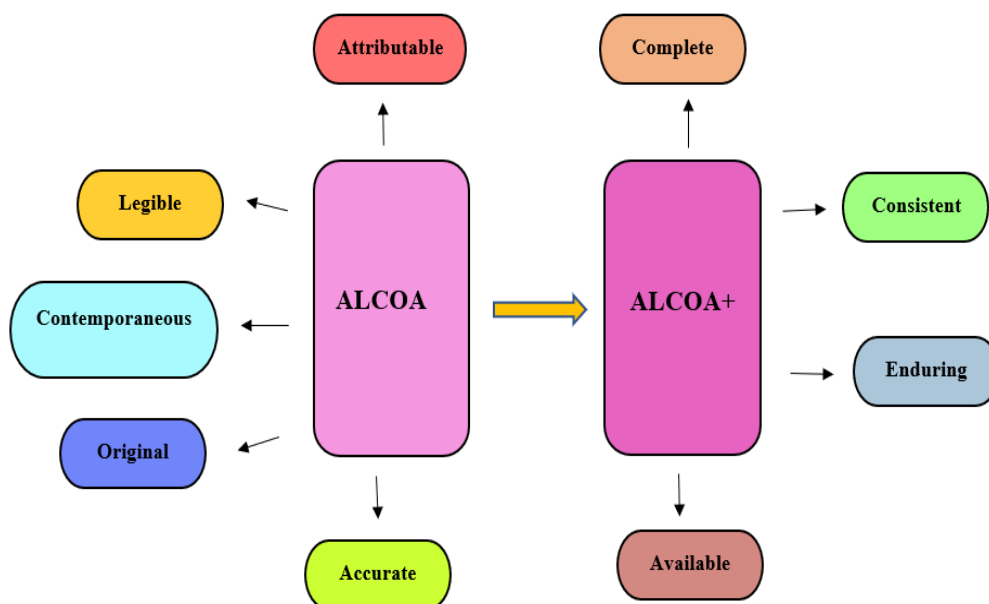 Attributable
Complete
Legible
Consistent
ALCOA
ALCOA+
Contemporaneous
Enduring
Original
Accurate
Available